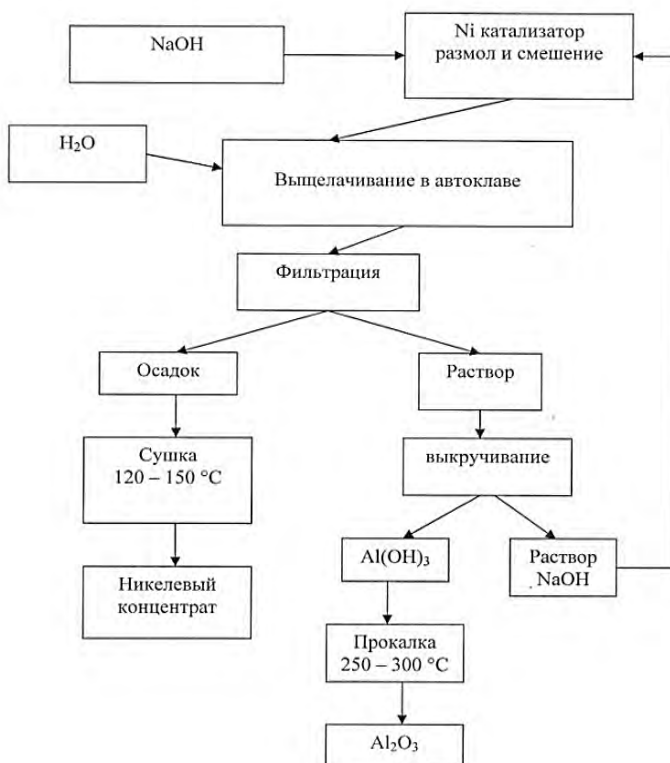 NaOH
Ni катализатор
размол и смешение
H₂O
Выщелачивание в автоклаве
Фильтрация
Осадок
Раствор
Сушка
120 – 150 °C
выкручивание
Al(OH)₃
Раствор
NaOH
Никелевый
концентрат
Прокалка
250 – 300 °C
Al₂O₃